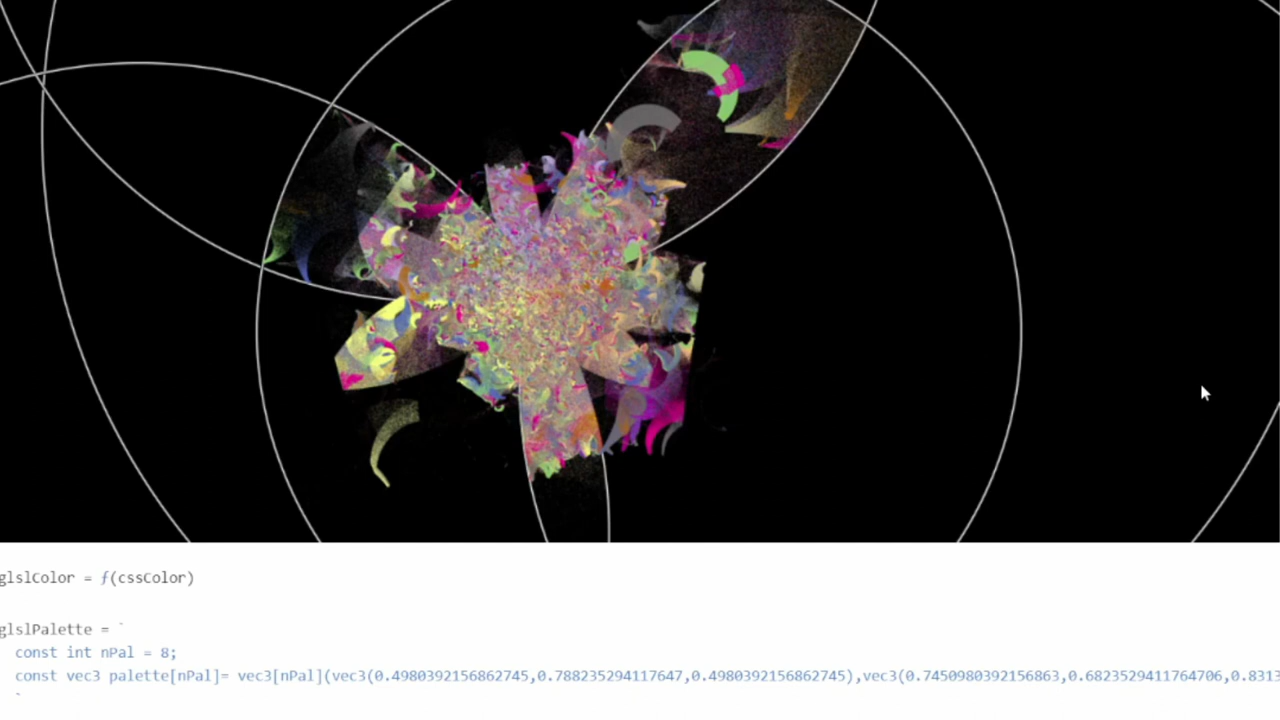 glslColor = ƒ(cssColor)
glslPalette = `
const int nPal = 8;
const vec3 palette[nPal]= vec3[nPal](vec3(0.4980392156862745,0.788235294117647,0.4980392156862745),vec3(0.7450980392156863,0.6823529411764706,0.8313
`